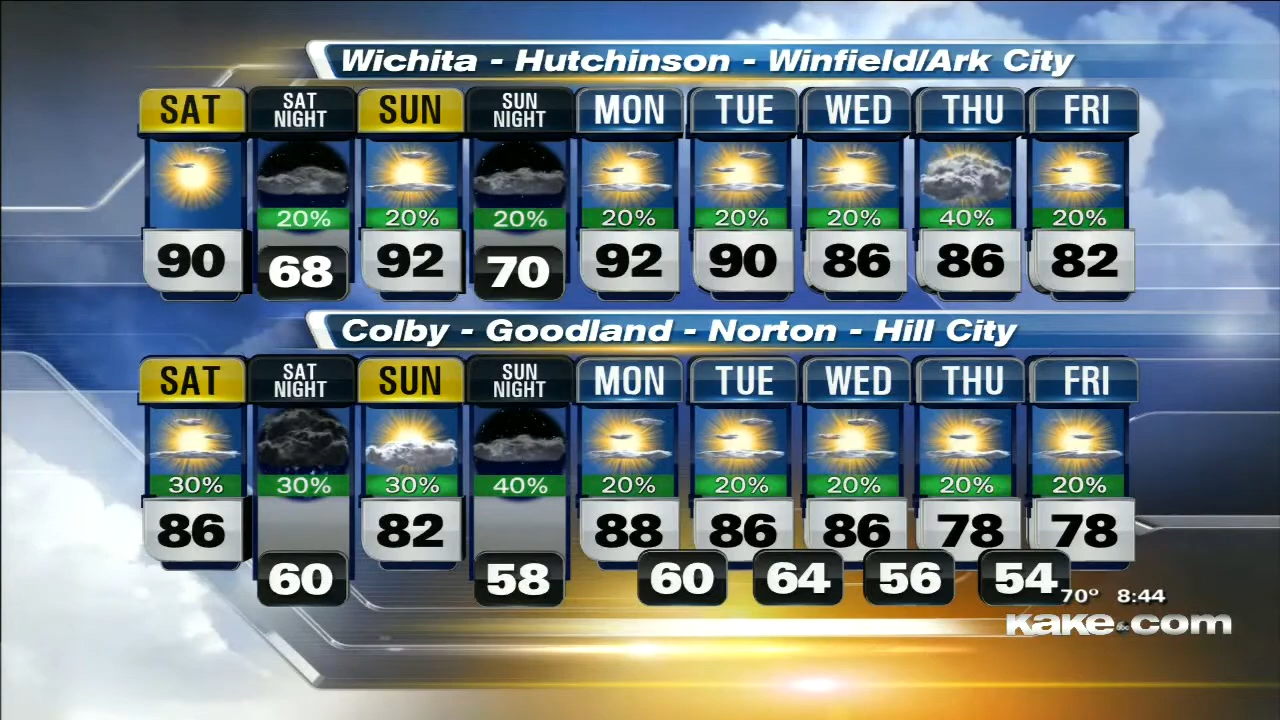 Wichita - Hutchinson - Winfield/Ark City
SAT SAT NIGHT SUN SUN NIGHT MON TUE WED THU FRI
20% 20% 20% 20% 20% 20% 40% 20%
90 68 92 70 92 90 86 86 82
Colby - Goodland - Norton - Hill City
SAT SAT NIGHT SUN SUN NIGHT MON TUE WED THU FRI
30% 30% 30% 40% 20% 20% 20% 20% 20%
86 82 88 86 86 78 78
60 58 60 64 56 54
70° 8:44
kake.com